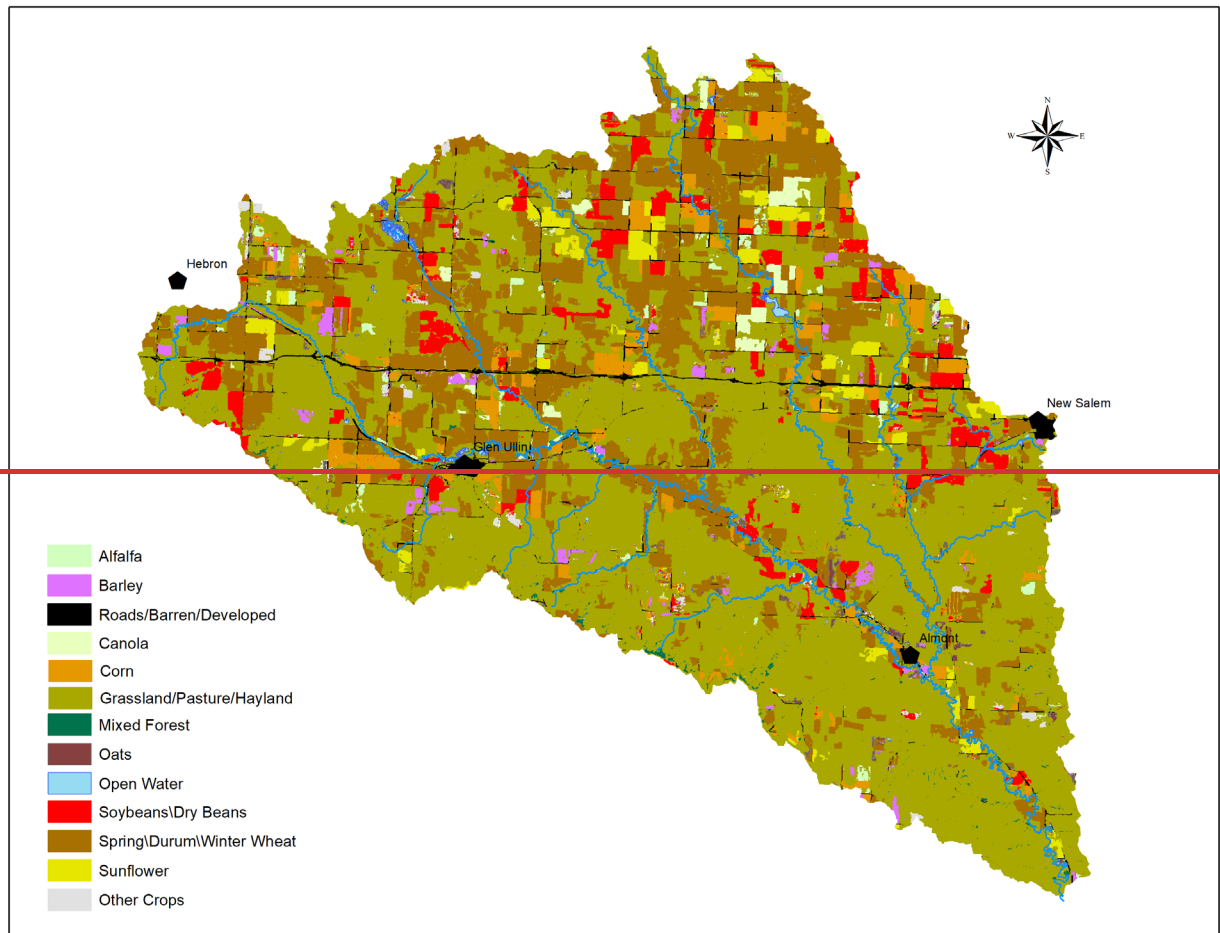 N
W
E
S
Hebron
New Salem
Glen Ullin
Almont
Alfalfa
Barley
Roads/Barren/Developed
Canola
Corn
Grassland/Pasture/Hayland
Mixed Forest
Oats
Open Water
Soybeans\Dry Beans
Spring\Durum\Winter Wheat
Sunflower
Other Crops